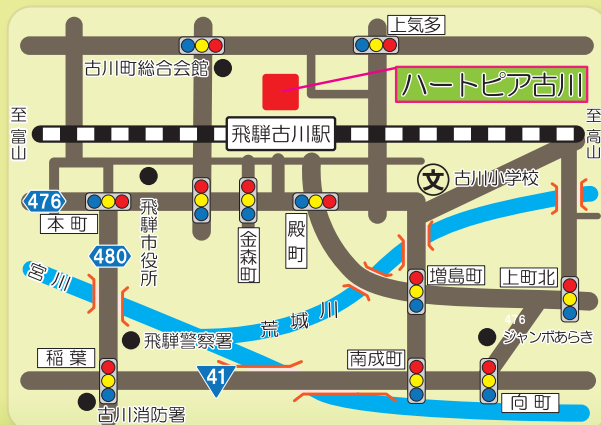 上気多
古川町総合会館
ハートピア古川
至富山
飛騨古川駅
至高山
文
古川小学校
476
本町
飛騨市役所
金森町
殿町
480
宮川
増島町
上町北
荒城川
476
ジャンボあらき
飛騨警察署
稲葉
41
南成町
向町
古川消防署